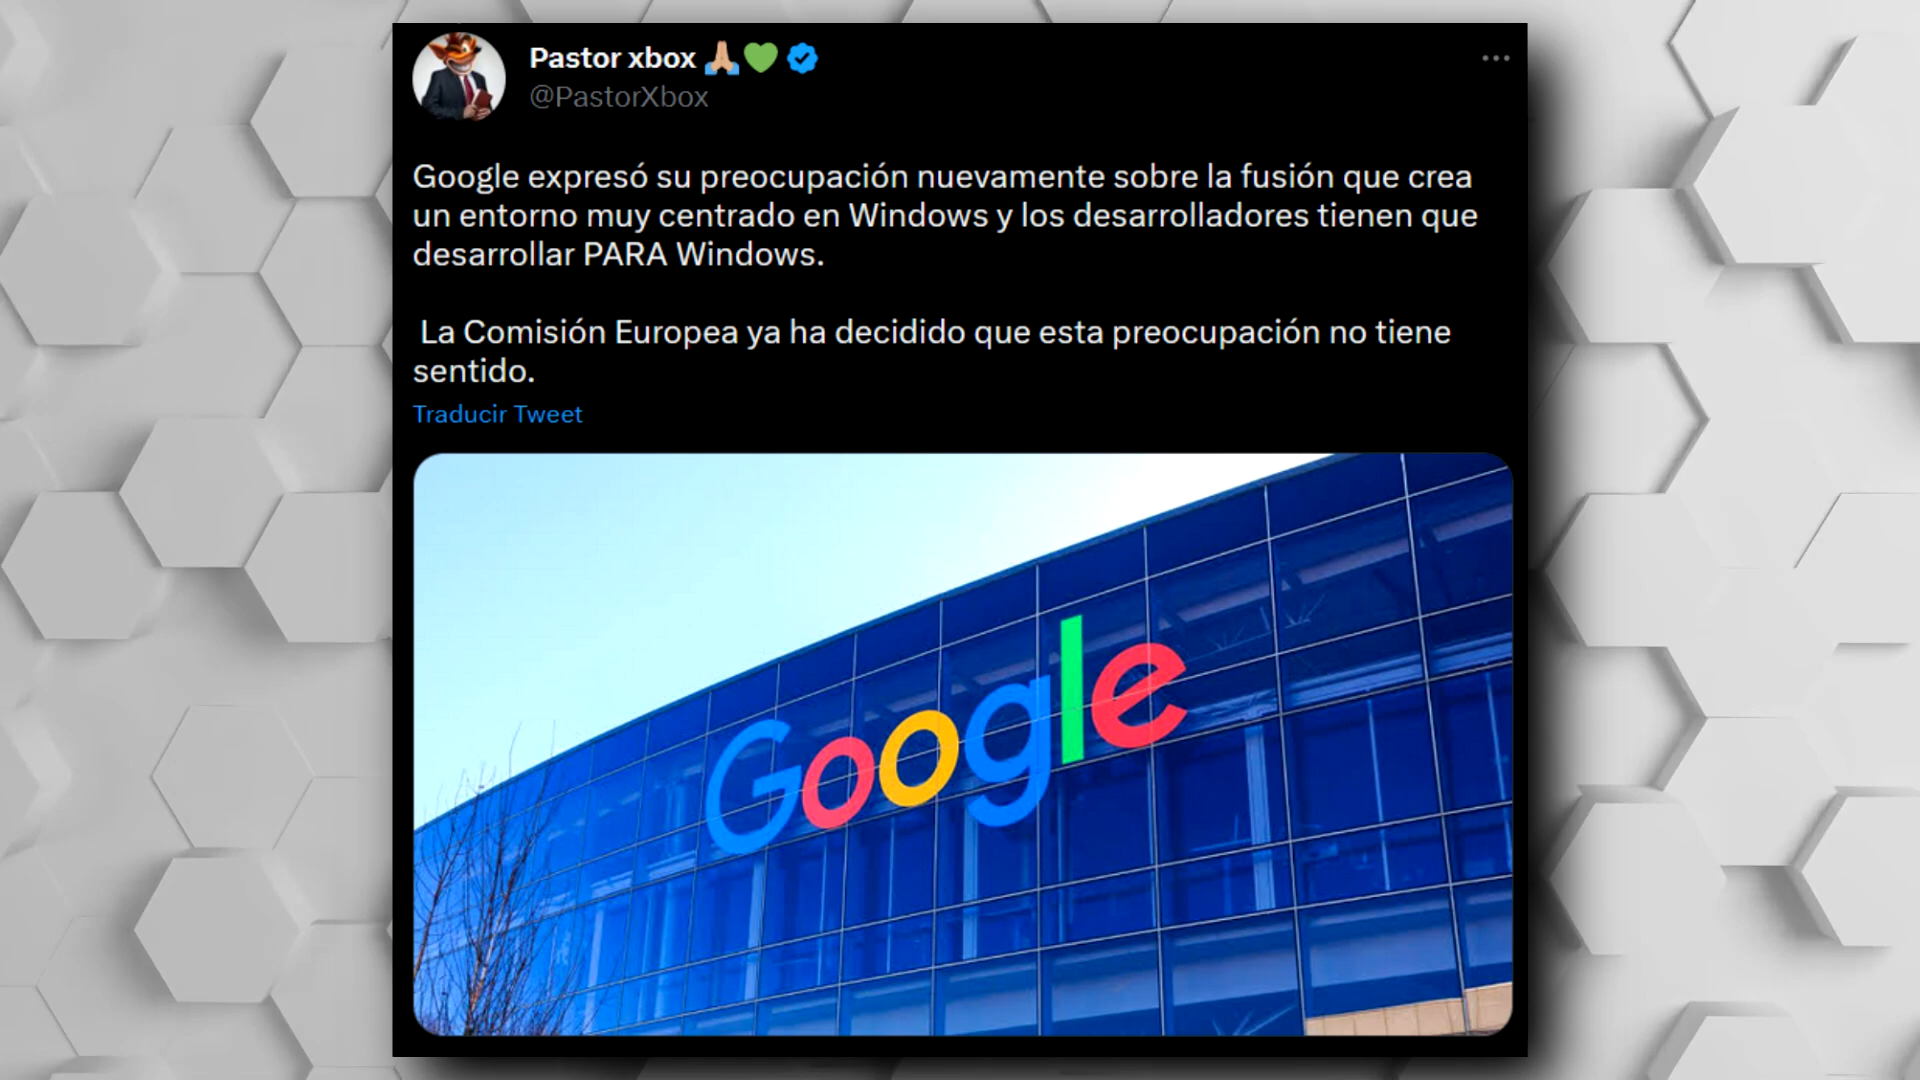 Pastor xbox 🙏🏼💚
@PastorXbox
Google expresó su preocupación nuevamente sobre la fusión que crea
un entorno muy centrado en Windows y los desarrolladores tienen que
desarrollar PARA Windows.
La Comisión Europea ya ha decidido que esta preocupación no tiene
sentido.
Traducir Tweet
Google